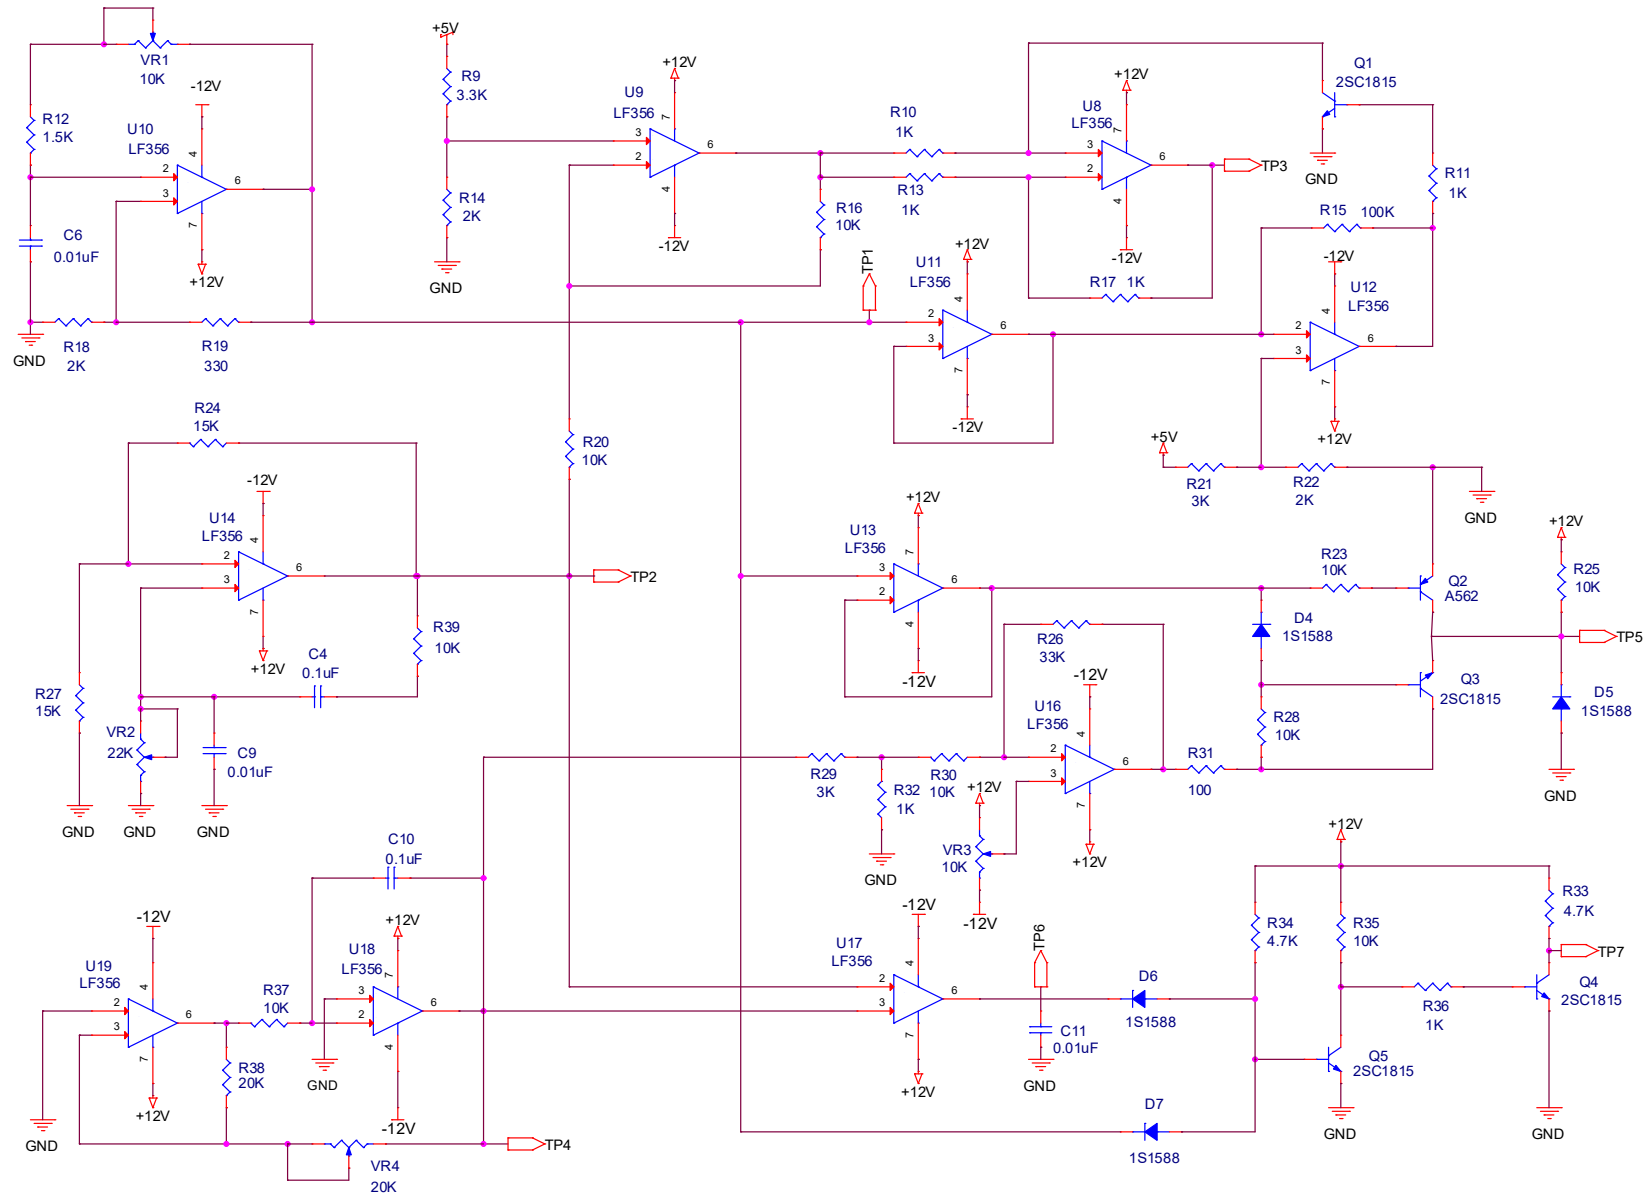 VR1
10K
R12
1.5K
-12V
U10
LF356
4
2
3
6
7
+12V
C6
0.01uF
GND
R18
2K
R19
330
+5V
R9
3.3K
R14
2K
GND
+12V
U9
LF356
7
3
2
6
4
-12V
R10
1K
R13
1K
R16
10K
+12V
U8
LF356
7
3
2
6
4
-12V
R17 1K
TP3
Q1
2SC1815
GND
R11
1K
R15 100K
TP1
+12V
U11
LF356
4
2
3
6
7
-12V
-12V
U12
LF356
4
2
3
6
7
+12V
+5V
R21
3K
R22
2K
GND
R24
15K
-12V
U14
LF356
4
2
3
6
7
+12V
R20
10K
TP2
R39
10K
C4
0.1uF
R27
15K
VR2
22K
C9
0.01uF
GND
GND
GND
+12V
U13
LF356
7
3
2
6
4
-12V
R23
10K
Q2
A562
D4
1S1588
+12V
R25
10K
TP5
Q3
2SC1815
D5
1S1588
GND
R26
33K
-12V
U16
LF356
4
2
3
6
7
+12V
R28
10K
R31
100
R29
3K
R30
10K
R32
1K
GND
+12V
VR3
10K
-12V
C10
0.1uF
-12V
U19
LF356
4
2
3
6
7
+12V
GND
R37
10K
R38
20K
+12V
U18
LF356
7
3
2
6
4
-12V
GND
VR4
20K
TP4
-12V
U17
LF356
4
2
3
6
7
+12V
TP6
C11
0.01uF
GND
D6
1S1588
D7
1S1588
+12V
R34
4.7K
R35
10K
R33
4.7K
TP7
R36
1K
Q4
2SC1815
Q5
2SC1815
GND
GND